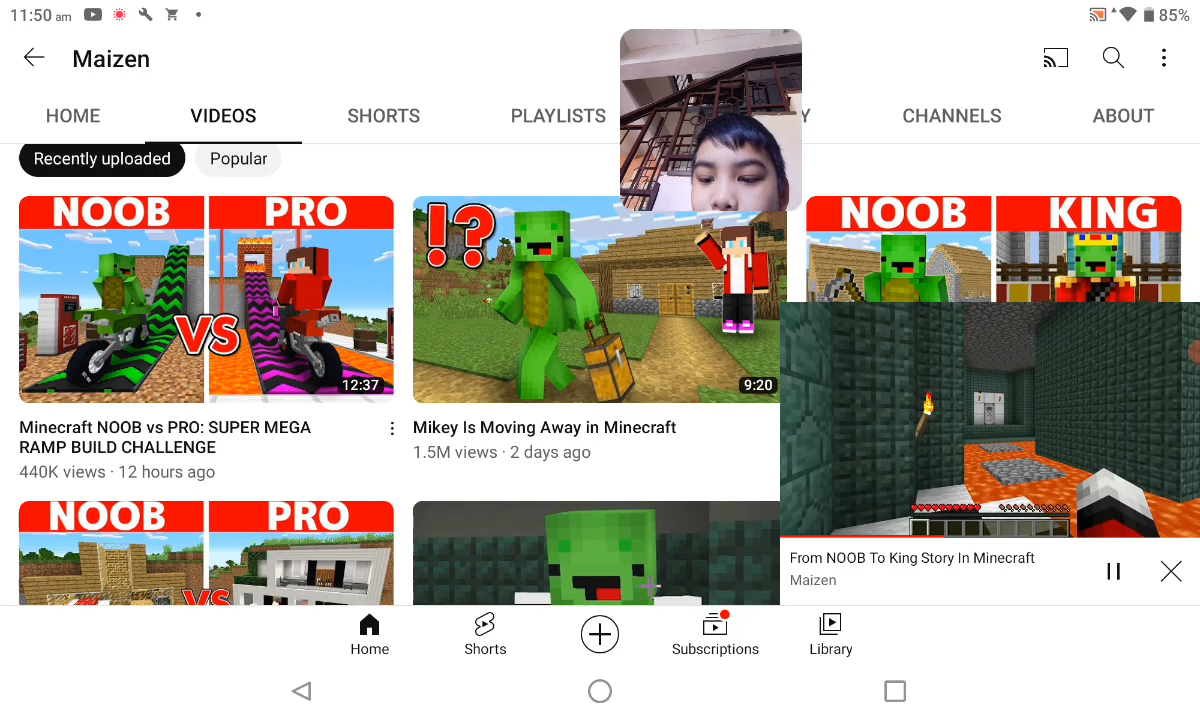 11:50 am
85%
Maizen
HOME
VIDEOS
SHORTS
PLAYLISTS
Y
CHANNELS
ABOUT
Recently uploaded
Popular
NOOB
PRO
VS
12:37
!?
9:20
NOOB
KING
Minecraft NOOB vs PRO: SUPER MEGA
RAMP BUILD CHALLENGE
440K views · 12 hours ago
Mikey Is Moving Away in Minecraft
1.5M views · 2 days ago
NOOB
PRO
VS
From NOOB To King Story In Minecraft
Maizen
Home
Shorts
Subscriptions
Library